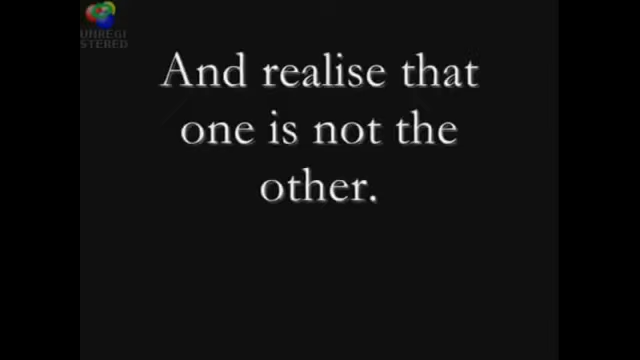 UNREGI
STERED
And realise that
one is not the
other.